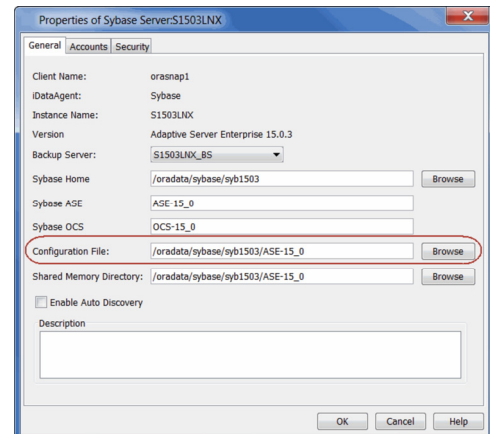 Properties of Sybase Server:S1503LNX
General Accounts Security
Client Name: orasnap1
iDataAgent: Sybase
Instance Name: S1503LNX
Version Adaptive Server Enterprise 15.0.3
Backup Server: S1503LNX_BS
Sybase Home /oradata/sybase/syb1503 Browse
Sybase ASE ASE-15_0
Sybase OCS OCS-15_0
Configuration File: /oradata/sybase/syb1503/ASE-15_0 Browse
Shared Memory Directory: /oradata/sybase/syb1503/ASE-15_0 Browse
Enable Auto Discovery
Description
OK Cancel Help